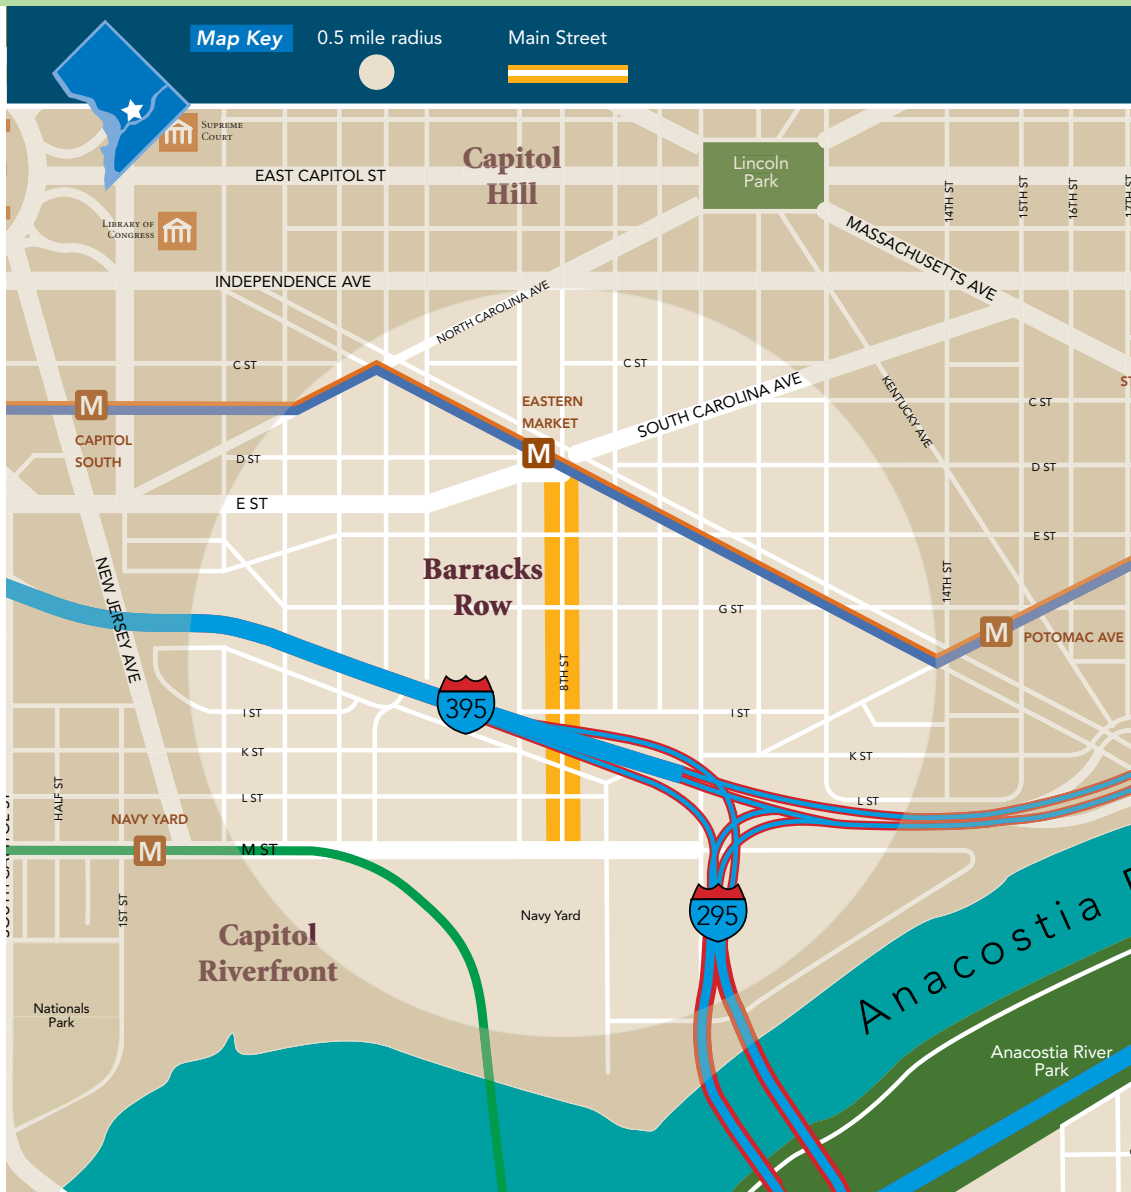 Map Key
0.5 mile radius
Main Street
SUPREME
COURT
Capitol
Hill
Lincoln
Park
EAST CAPITOL ST
14TH ST
15TH ST
16TH ST
17TH ST
LIBRARY OF
CONGRESS
MASSACHUSETTS AVE
INDEPENDENCE AVE
NORTH CAROLINA AVE
C ST
C ST
SOUTH CAROLINA AVE
KENTUCKY AVE
ST
C ST
M
CAPITOL
SOUTH
EASTERN
MARKET
M
D ST
D ST
E ST
E ST
NEW JERSEY AVE
Barracks
Row
14TH ST
G ST
M
POTOMAC AVE
8TH ST
395
I ST
I ST
K ST
K ST
HALF ST
L ST
L ST
NAVY YARD
M
M ST
1ST ST
295
Navy Yard
Anacostia
Capitol
Riverfront
Nationals
Park
Anacostia River
Park